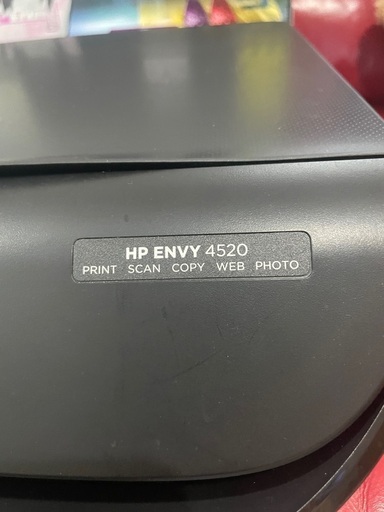 HP ENVY 4520
PRINT SCAN COPY WEB PHOTO